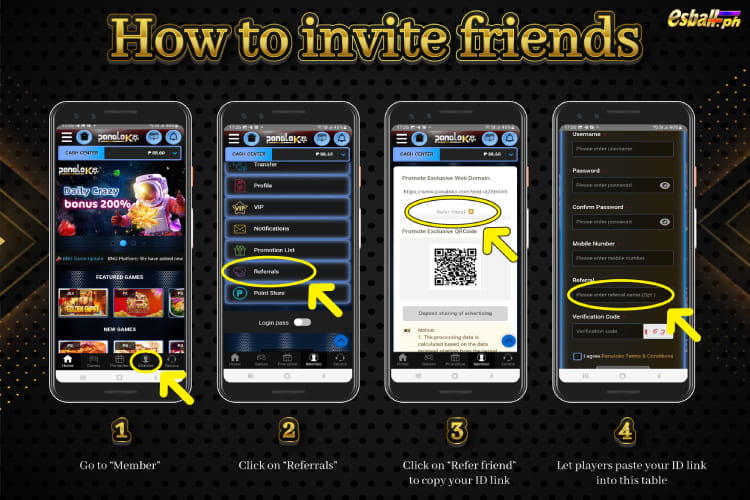 How to invite friends
esball.ph
17:05
panaloKO
CASH CENTER
₱ 88.60
panaloKO
Daily Crazy
bonus 200%
BNG Game Update
BNG Platform: We have added new
FEATURED GAMES
NEW GAMES
Home
Games
Promotion
Member
Service
panaloKO
CASH CENTER
₱ 88.60
Transfer
Profile
VIP
Notifications
Promotion List
Referrals
Point Store
Login pass
Home
Games
Promotion
Member
Service
panaloKO
CASH CENTER
₱ 88.60
Promote Exclusive Web Domain.
Refer friend
Promote Exclusive QRCode
Deposit sharing of advertising
Notice:
1. The processing data is
calculated based on the data
Home
Games
Promotion
Member
Service
Username
Please enter username.
Password
Please enter password
Confirm Password
Please enter password
Mobile Number
Please enter mobile number
Referral
Please enter referral name.(Opt.)
Verification Code
Verification code
I agree Panaloko Terms & Conditions
1
2
3
4
Go to “Member”
Click on “Referrals”
Click on “Refer friend”
to copy your ID link
Let players paste your ID link
into this table